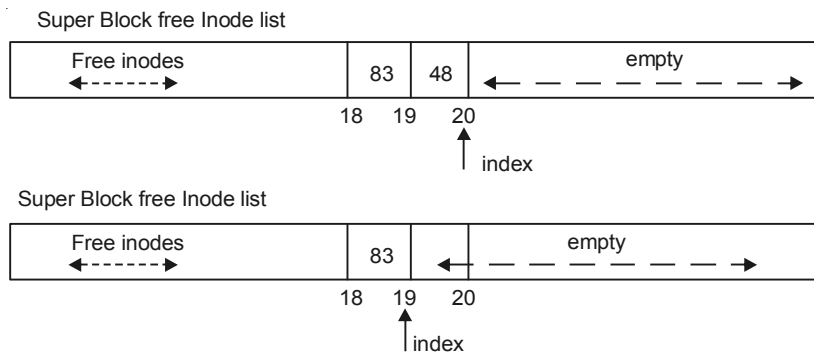 Super Block free Inode list
Free inodes 83 48 empty
18 19 20
index
Super Block free Inode list
Free inodes 83 empty
18 19 20
index